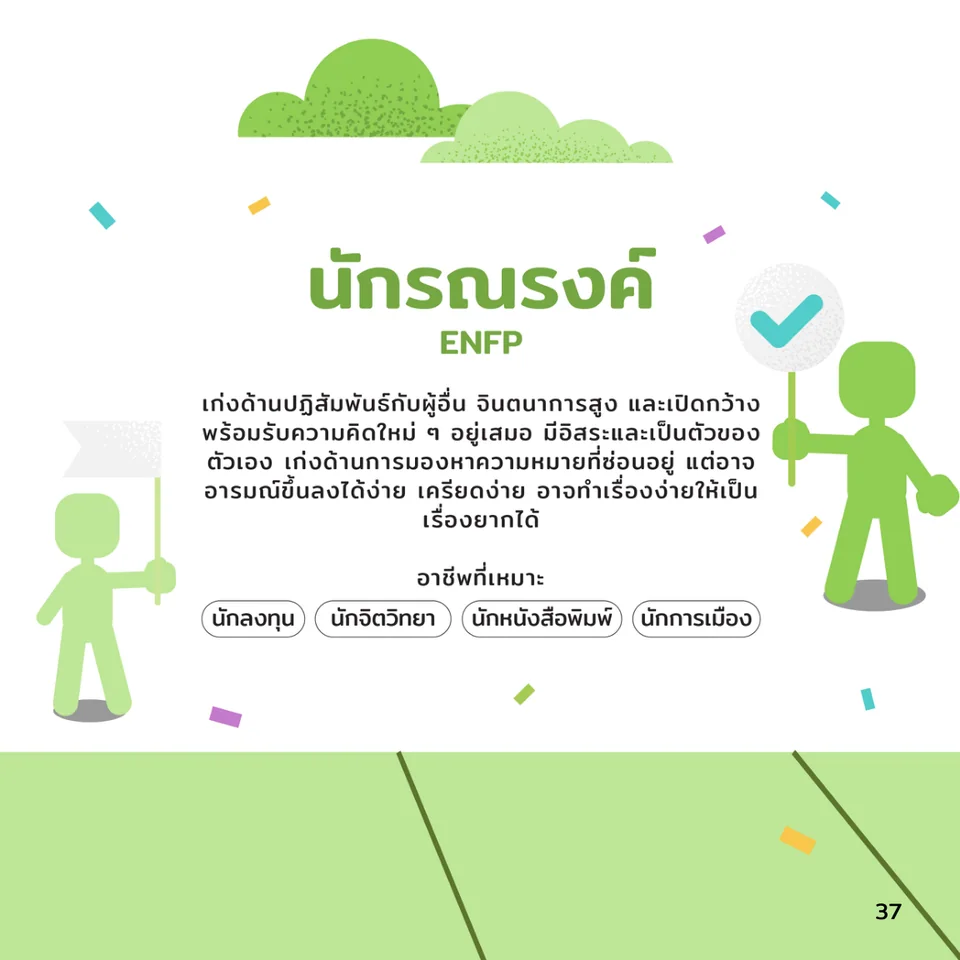 นักรณรงค์
ENFP
เก่งด้านปฏิสัมพันธ์กับผู้อื่น จินตนาการสูง และเปิดกว้าง
พร้อมรับความคิดใหม่ ๆ อยู่เสมอ มีอิสระและเป็นตัวของ
ตัวเอง เก่งด้านการมองหาความหมายที่ซ่อนอยู่ แต่อาจ
อารมณ์ขึ้นลงได้ง่าย เครียดง่าย อาจทำเรื่องง่ายให้เป็น
เรื่องยากได้
อาชีพที่เหมาะ
นักลงทุน นักจิตวิทยา นักหนังสือพิมพ์ นักการเมือง
37